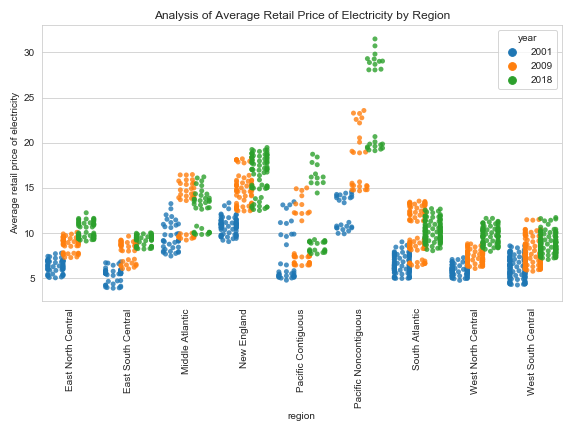 Analysis of Average Retail Price of Electricity by Region
year
2001
2009
2018
30
25
20
15
10
5
Average retail price of electricity
East North Central
East South Central
Middle Atlantic
New England
Pacific Contiguous
Pacific Noncontiguous
South Atlantic
West North Central
West South Central
region